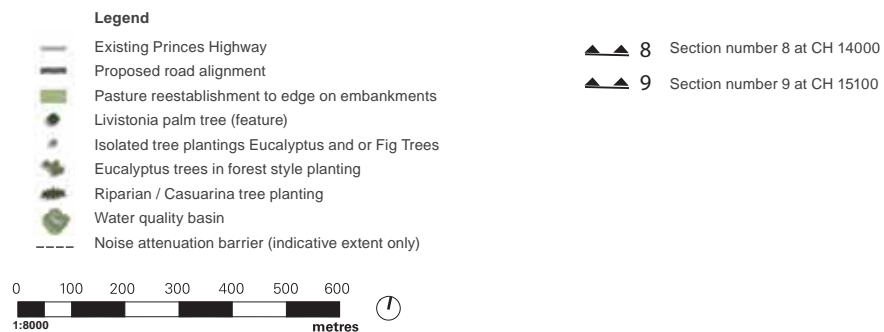 Legend
Existing Princes Highway
Proposed road alignment
Pasture reestablishment to edge on embankments
Livistonia palm tree (feature)
Isolated tree plantings Eucalyptus and or Fig Trees
Eucalyptus trees in forest style planting
Riparian / Casuarina tree planting
Water quality basin
Noise attenuation barrier (indicative extent only)
8 Section number 8 at CH 14000
9 Section number 9 at CH 15100
0 100 200 300 400 500 600
1:8000 metres